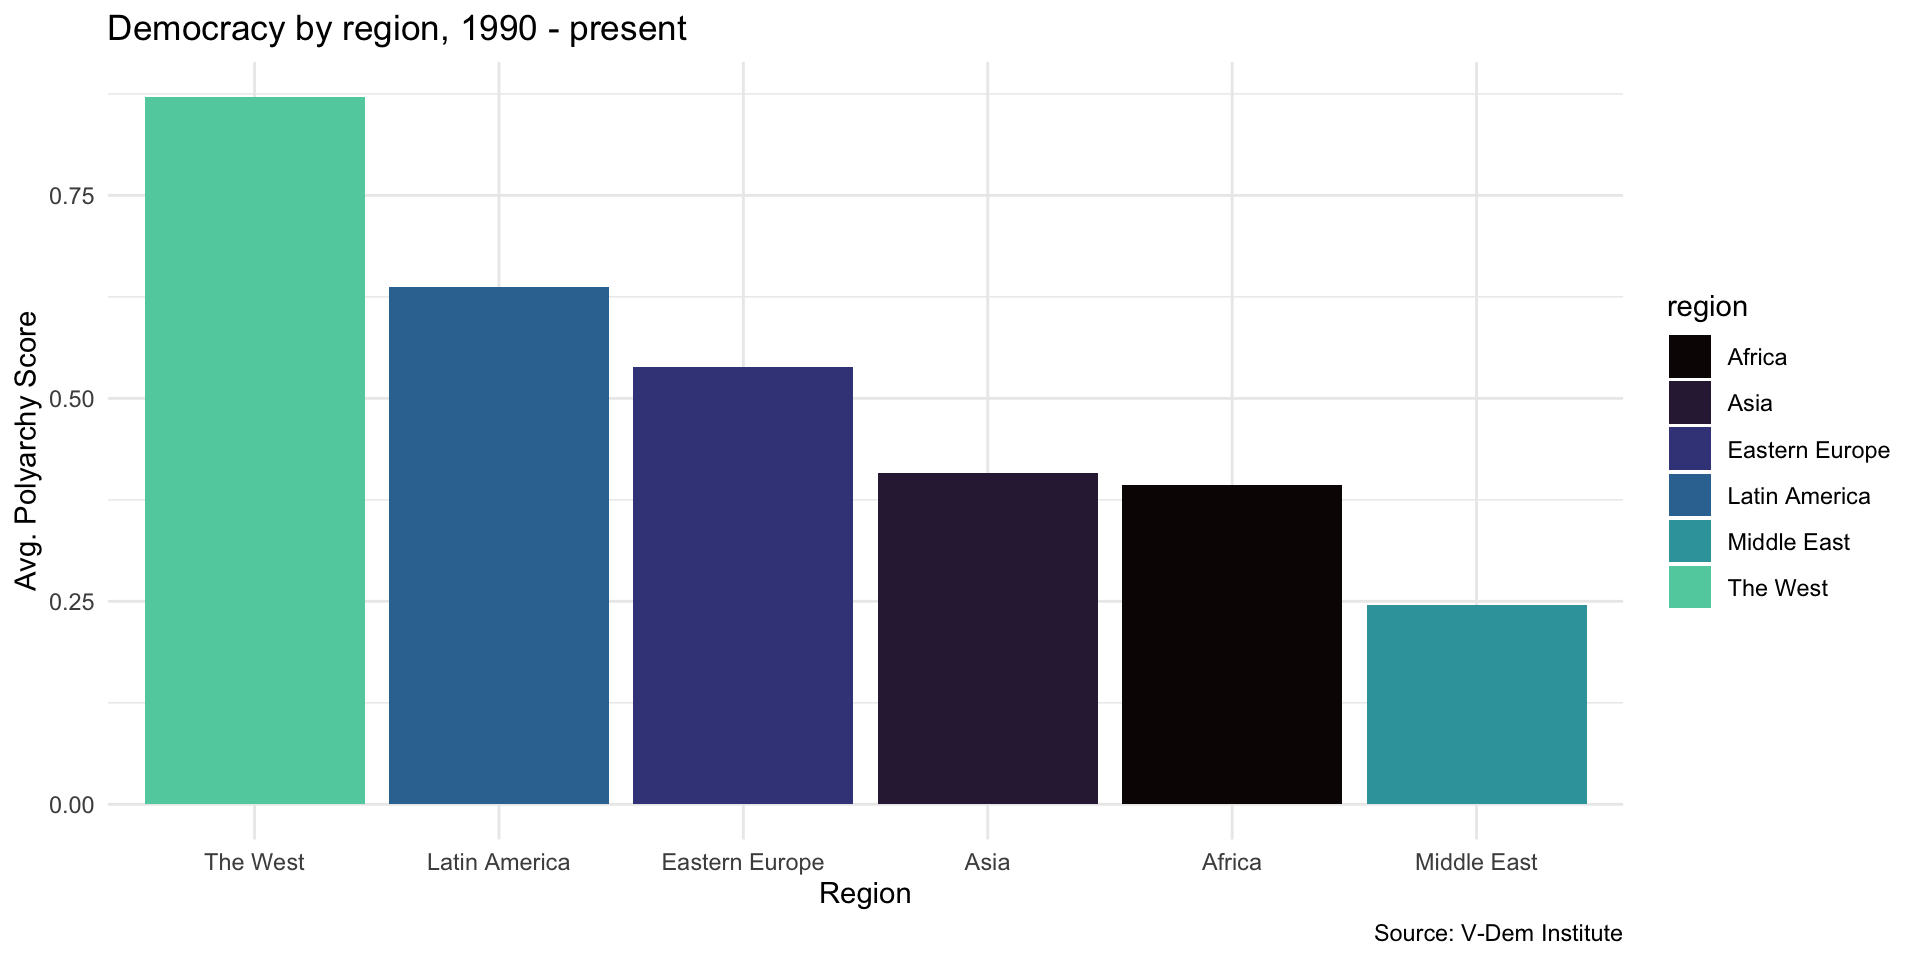 Democracy by region, 1990 - present
Avg. Polyarchy Score
0.75
0.50
0.25
0.00
The West
Latin America
Eastern Europe
Asia
Africa
Middle East
Region
region
Africa
Asia
Eastern Europe
Latin America
Middle East
The West
Source: V-Dem Institute